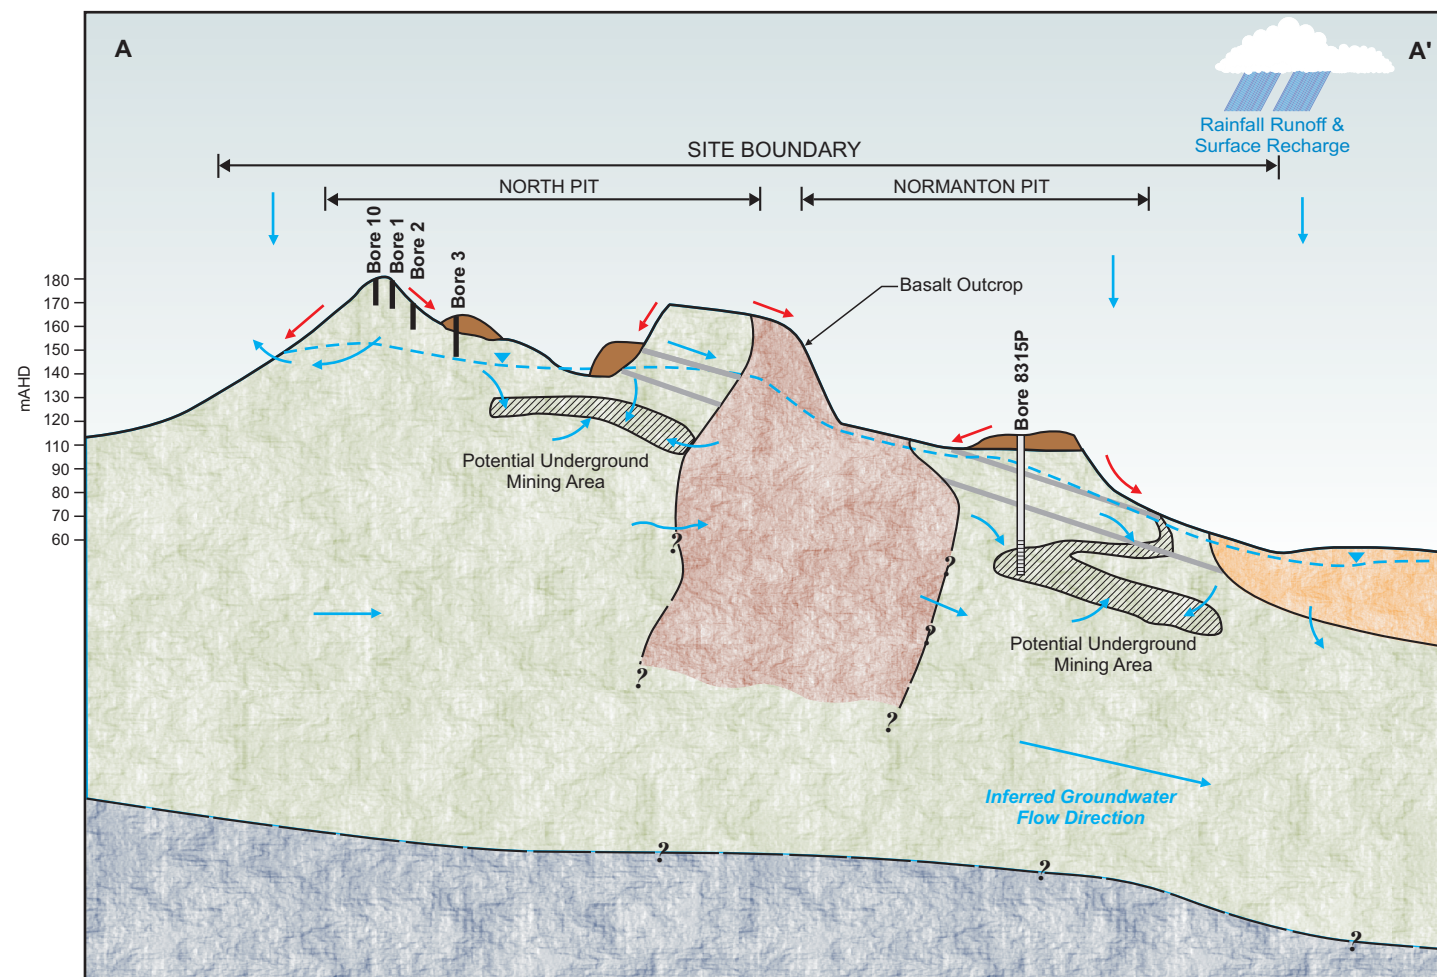 A
A'
Rainfall Runoff &
Surface Recharge
SITE BOUNDARY
NORTH PIT
NORMANTON PIT
Bore 10
Bore 1
Bore 2
Bore 3
Basalt Outcrop
Bore 8315P
mAHD
180
170
160
150
140
130
120
110
90
80
70
60
Potential Underground
Mining Area
?
?
?
?
?
Potential Underground
Mining Area
Inferred Groundwater
Flow Direction
?
?
?